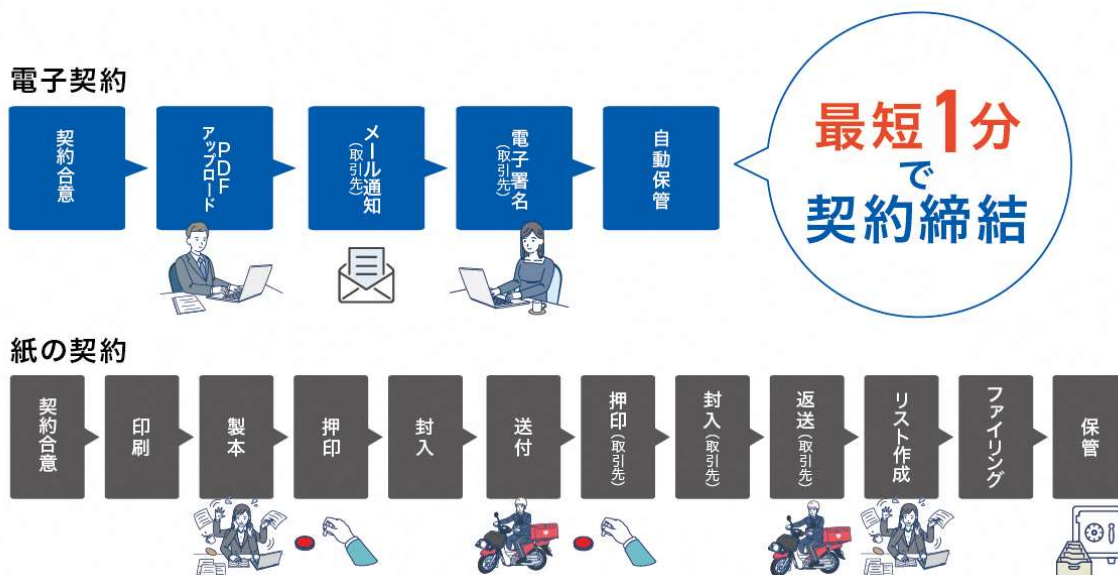 電子契約
契約合意
PDF
アップロード
メール通知
(取引先)
電子署名
(取引先)
自動保管
最短1分
で
契約締結
紙の契約
契約合意
印刷
製本
押印
封入
送付
押印(取引先)
封入(取引先)
返送(取引先)
リスト作成
ファイリング
保管